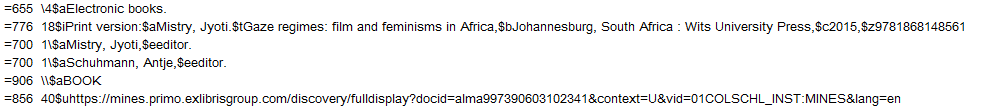 =655  \4$aElectronic books.
=776  18$iPrint version:$aMistry, Jyoti.$tGaze regimes: film and feminisms in Africa,$bJohannesburg, South Africa : Wits University Press,$c2015,$z9781868148561
=700  1\$aMistry, Jyoti,$eeditor.
=700  1\$aSchuhmann, Antje,$eeditor.
=906  \\$aBOOK
=856  40$uhttps://mines.primo.exlibrisgroup.com/discovery/fulldisplay?docid=alma997390603102341&context=U&vid=01COLSCHL_INST:MINES&lang=en